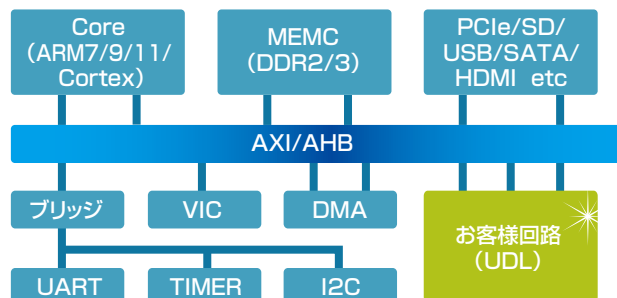 Core
(ARM7/9/11/
Cortex)
MEMC
(DDR2/3)
PCIe/SD/
USB/SATA/
HDMI etc
AXI/AHB
ブリッジ
VIC
DMA
お客様回路
(UDL)
UART
TIMER
I2C